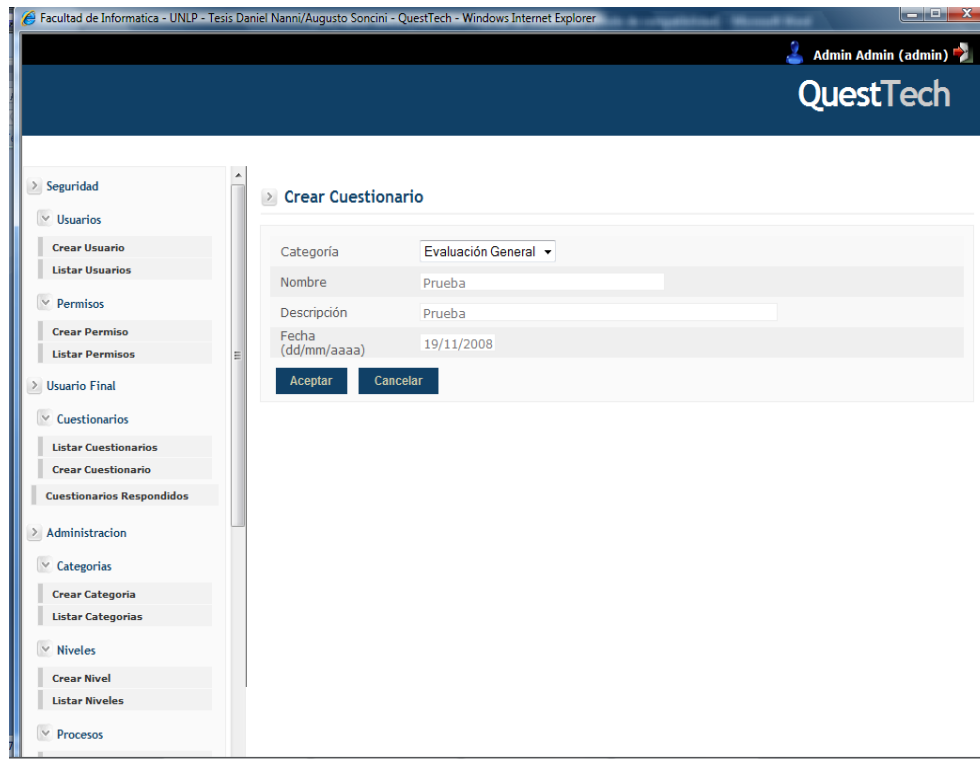 Facultad de Informatica - UNLP - Tesis Daniel Nanni/Augusto Soncini - QuestTech - Windows Internet Explorer
Admin Admin (admin)
QuestTech
Seguridad
Usuarios
Crear Usuario
Listar Usuarios
Permisos
Crear Permiso
Listar Permisos
Usuario Final
Cuestionarios
Listar Cuestionarios
Crear Cuestionario
Cuestionarios Respondidos
Administracion
Categorias
Crear Categoria
Listar Categorias
Niveles
Crear Nivel
Listar Niveles
Procesos
Crear Cuestionario
Categoría Evaluación General
Nombre Prueba
Descripción Prueba
Fecha
(dd/mm/aaaa) 19/11/2008
Aceptar Cancelar